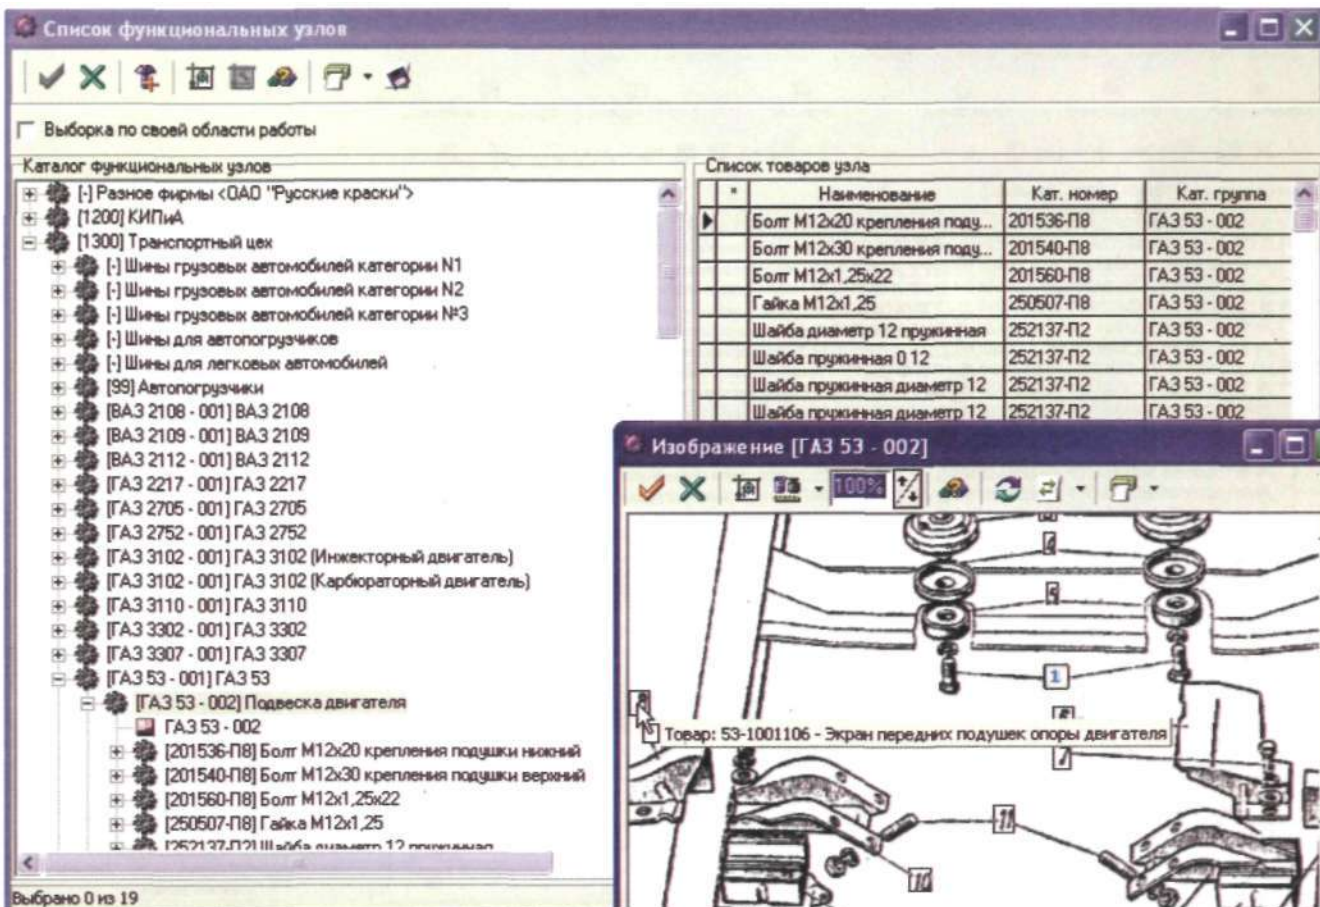 Список функциональных узлов
Выборка по своей области работы
Каталог функциональных узлов
[-] Разное фирмы <ОАО "Русские краски">
[1200] КИПиА
[1300] Транспортный цех
[-] Шины грузовых автомобилей категории N1
[-] Шины грузовых автомобилей категории N2
[-] Шины грузовых автомобилей категории №3
[-] Шины для автопогрузчиков
[-] Шины для легковых автомобилей
[99] Автопогрузчики
[ВАЗ 2108 - 001] ВАЗ 2108
[ВАЗ 2109 - 001] ВАЗ 2109
[ВАЗ 2112 - 001] ВАЗ 2112
[ГАЗ 2217 - 001] ГАЗ 2217
[ГАЗ 2705 - 001] ГАЗ 2705
[ГАЗ 2752 - 001] ГАЗ 2752
[ГАЗ 3102 - 001] ГАЗ 3102 (Инжекторный двигатель)
[ГАЗ 3102 - 001] ГАЗ 3102 (Карбюраторный двигатель)
[ГАЗ 3110 - 001] ГАЗ 3110
[ГАЗ 3302 - 001] ГАЗ 3302
[ГАЗ 3307 - 001] ГАЗ 3307
[ГАЗ 53 - 001] ГАЗ 53
[ГАЗ 53 - 002] Подвеска двигателя
ГАЗ 53 - 002
[201536-П8] Болт М12х20 крепления подушки нижний
[201540-П8] Болт М12х30 крепления подушки верхний
[201560-П8] Болт М12х1,25х22
[250507-П8] Гайка М12х1,25
[252137-П2] Шайба диаметр 12 пружинная
Выбрано 0 из 19
Список товаров узла
* Наименование Кат. номер Кат. группа
Болт М12х20 крепления поду... 201536-П8 ГАЗ 53 - 002
Болт М12х30 крепления поду... 201540-П8 ГАЗ 53 - 002
Болт М12х1,25х22 201560-П8 ГАЗ 53 - 002
Гайка М12х1,25 250507-П8 ГАЗ 53 - 002
Шайба диаметр 12 пружинная 252137-П2 ГАЗ 53 - 002
Шайба пружинная 0 12 252137-П2 ГАЗ 53 - 002
Шайба пружинная диаметр 12 252137-П2 ГАЗ 53 - 002
Шайба пружинная диаметр 12 252137-П2 ГАЗ 53 - 002
Изображение [ГАЗ 53 - 002]
100%
4
5
1
Товар: 53-1001106 - Экран передних подушек опоры двигателя
7
11
10